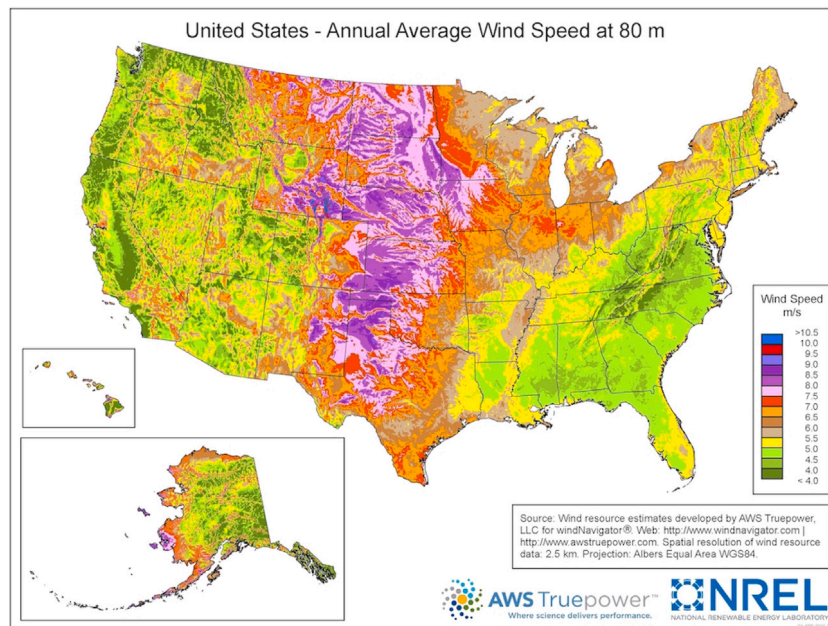 United States - Annual Average Wind Speed at 80 m
Wind Speed
m/s
>10.5
10.0
9.5
9.0
8.5
8.0
7.5
7.0
6.5
6.0
5.5
5.0
4.5
4.0
< 4.0
Source: Wind resource estimates developed by AWS Truepower,
LLC for windNavigator®. Web: http://www.windnavigator.com |
http://www.awstruepower.com. Spatial resolution of wind resource
data: 2.5 km. Projection: Albers Equal Area WGS84.
AWS Truepower™
Where science delivers performance.
NREL
NATIONAL RENEWABLE ENERGY LABORATORY